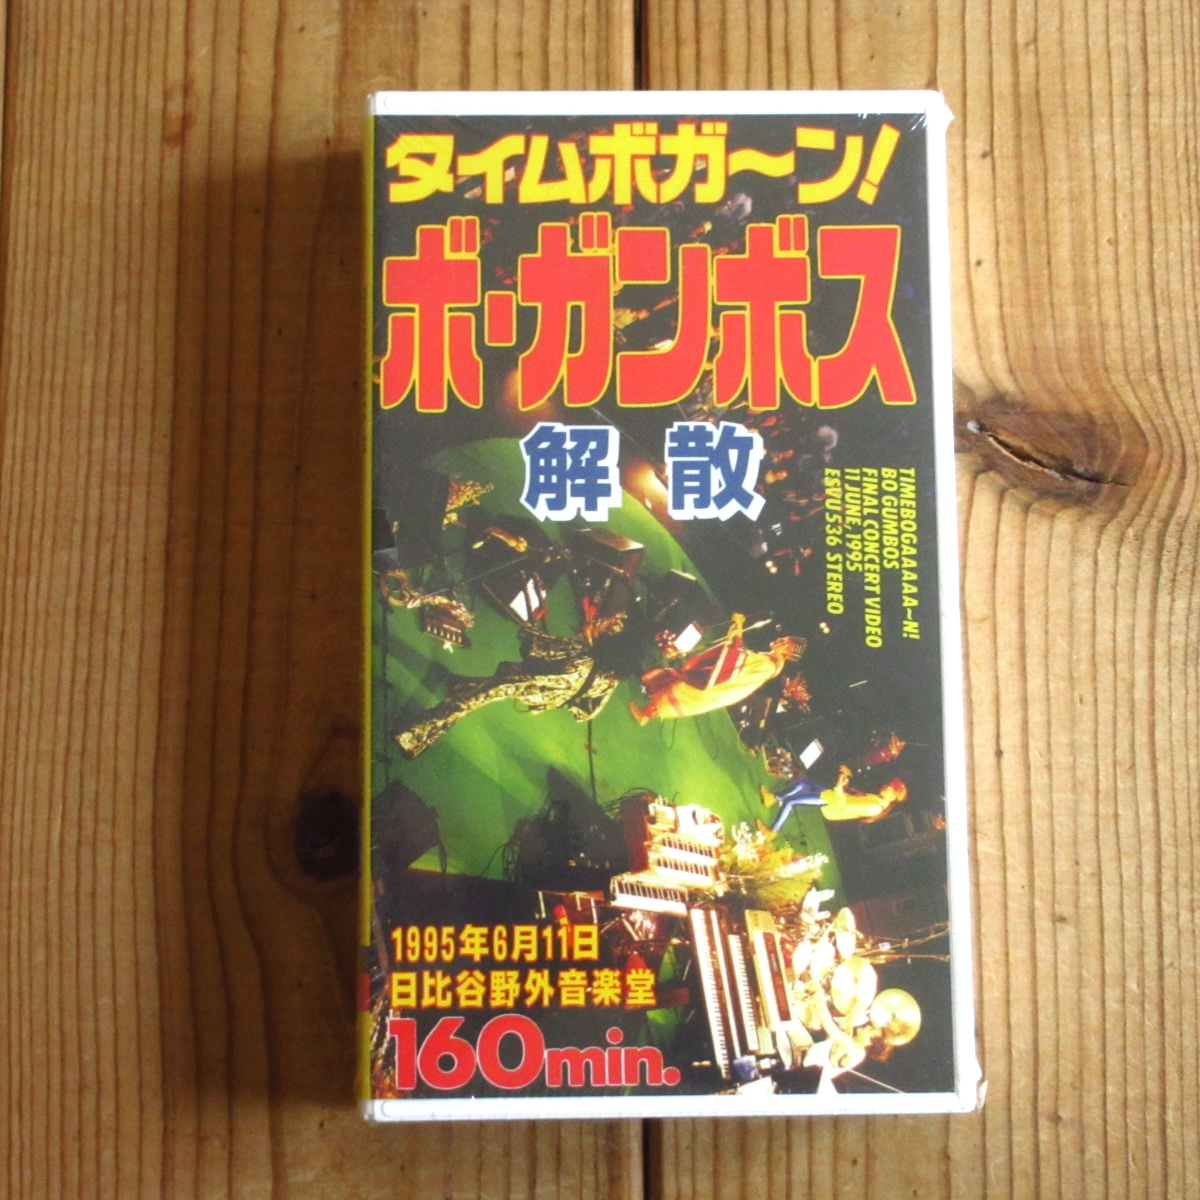 タイムボガ〜ン!
ボ・ガンボス
解散
TIMEBOGAAAAA~N!
BO GUMBOS
FINAL CONCERT VIDEO
11 JUNE, 1995
ESVU 536 STEREO
1995年6月11日
日比谷野外音楽堂
160min.